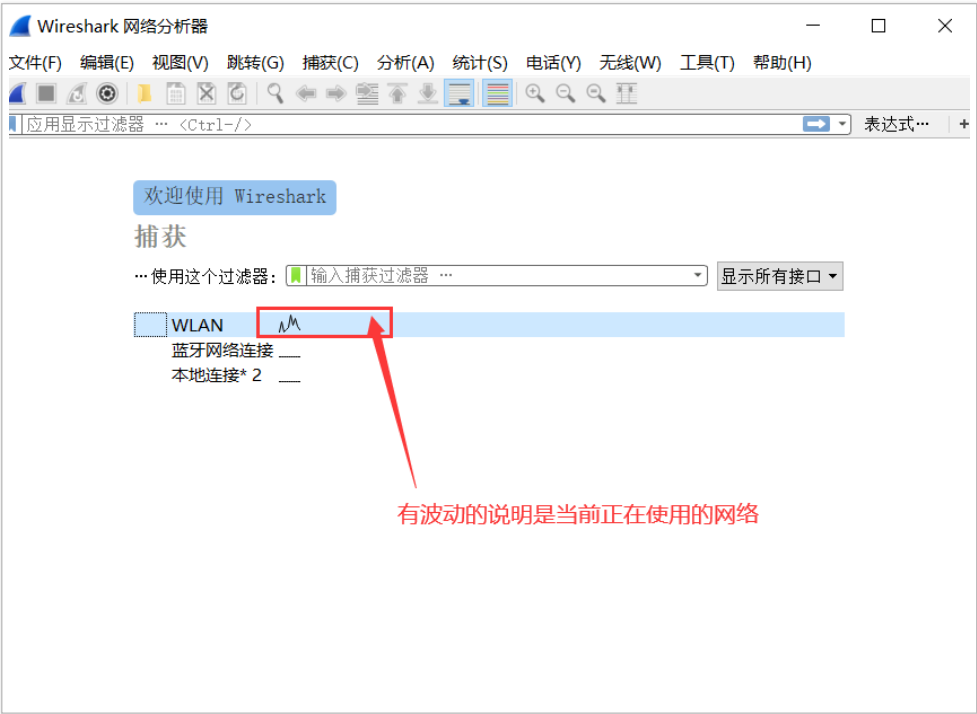 Wireshark 网络分析器
文件(F) 编辑(E) 视图(V) 跳转(G) 捕获(C) 分析(A) 统计(S) 电话(Y) 无线(W) 工具(T) 帮助(H)
应用显示过滤器 … <Ctrl-/> 表达式… +
欢迎使用 Wireshark
捕获
…使用这个过滤器: 输入捕获过滤器 … 显示所有接口
WLAN
蓝牙网络连接
本地连接* 2
有波动的说明是当前正在使用的网络